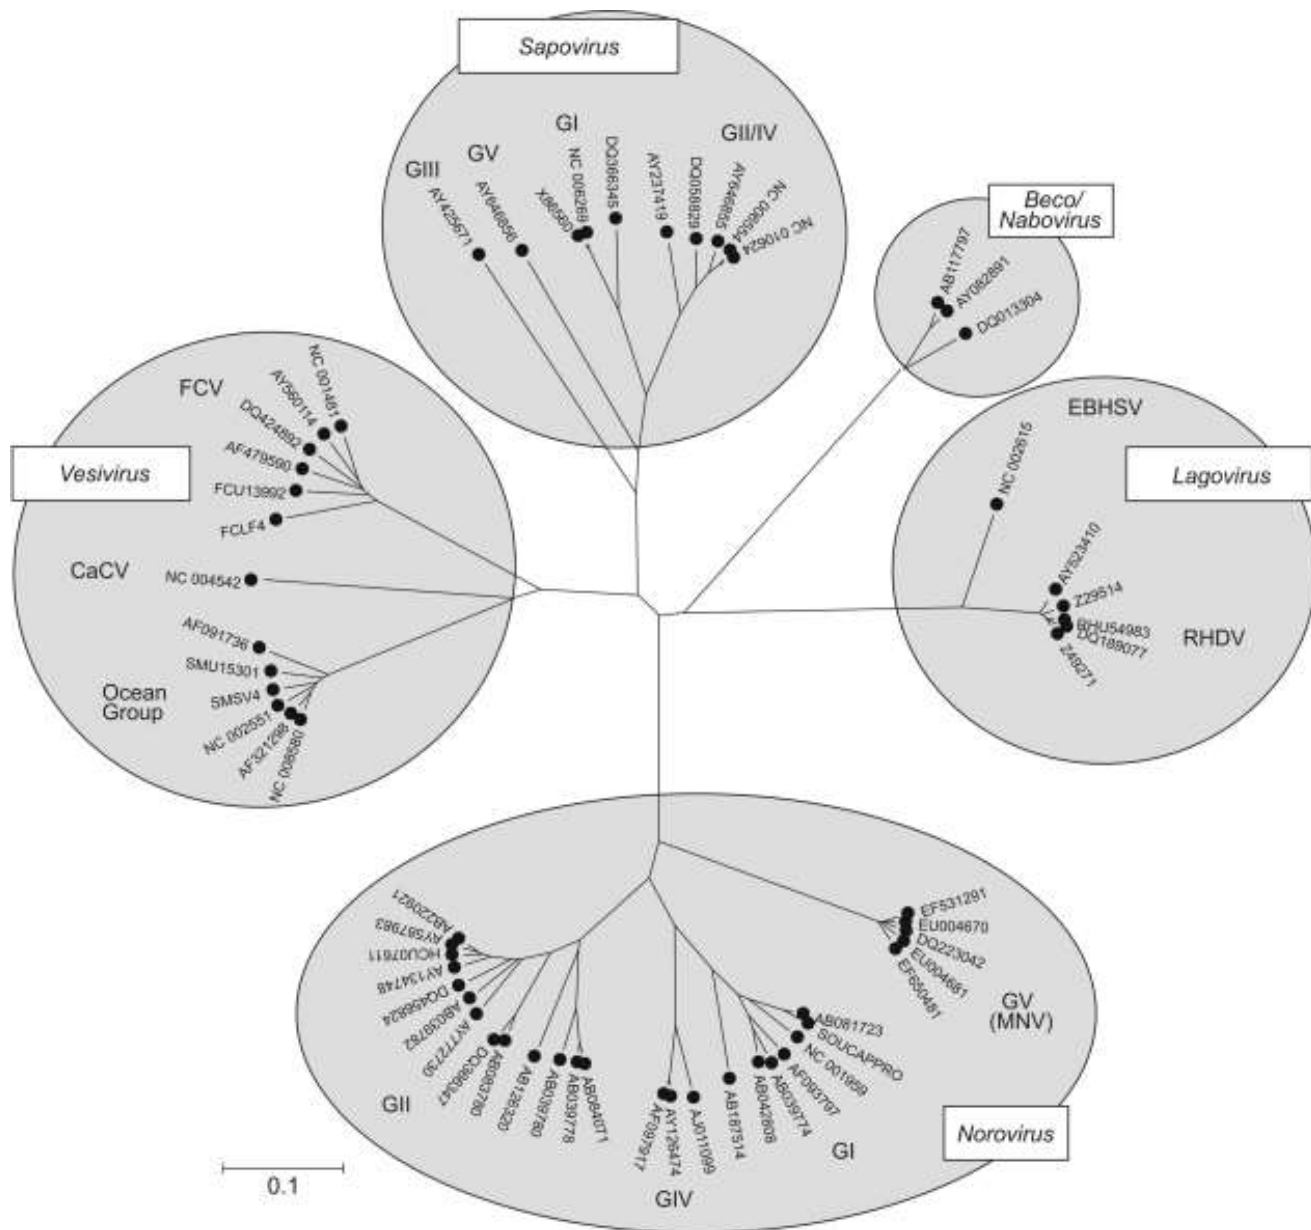 Sapovirus
GI
GII/IV
GV
GIII
AY425671
AY646856
X86560
NC 006269
DQ366345
AY237419
DQ058829
AY646855
NC 006554
NC 010624
Beco/
Nabovirus
AB117797
AY082891
DQ013304
EBHSV
Lagovirus
NC 002615
AY523410
Z29514
BHU54983
DQ189077
Z49271
RHDV
FCV
NC 001481
AY560114
DQ424892
AF479590
FCU13992
FCLF4
Vesivirus
CaCV
NC 004542
AF091736
SMU15301
SMSV4
NC 002551
AF321298
NC 008580
Ocean
Group
AB220921
AY587983
HCU07611
AY134748
DQ456824
AB039782
AY772730
DQ366347
AB083780
AB126320
AB039780
AB039778
AB084071
GII
AF097917
AY126474
AJ011099
GIV
AB187514
AB042808
AB039774
AF093797
NC 001959
SOUCAPPRO
AB081723
GI
EF531291
EU004670
DQ223042
EU004681
EF650481
GV
(MNV)
Norovirus
0.1